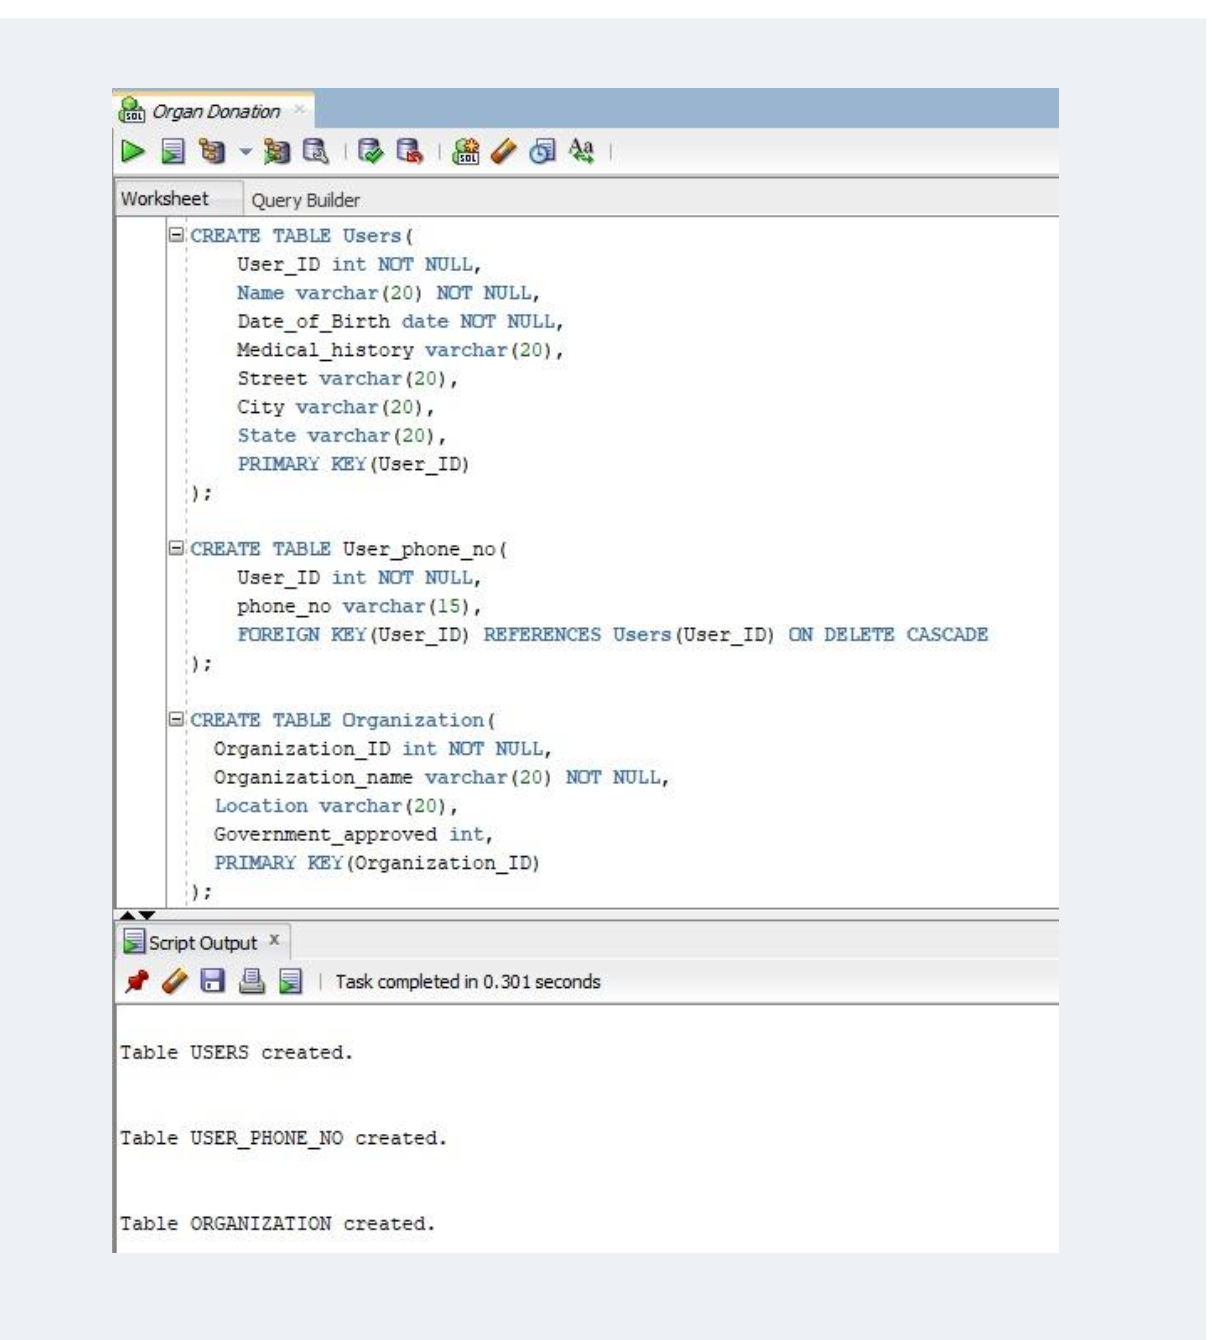 Organ Donation
Worksheet Query Builder
CREATE TABLE Users(
User_ID int NOT NULL,
Name varchar(20) NOT NULL,
Date_of_Birth date NOT NULL,
Medical_history varchar(20),
Street varchar(20),
City varchar(20),
State varchar(20),
PRIMARY KEY(User_ID)
);
CREATE TABLE User_phone_no(
User_ID int NOT NULL,
phone_no varchar(15),
FOREIGN KEY(User_ID) REFERENCES Users(User_ID) ON DELETE CASCADE
);
CREATE TABLE Organization(
Organization_ID int NOT NULL,
Organization_name varchar(20) NOT NULL,
Location varchar(20),
Government_approved int,
PRIMARY KEY(Organization_ID)
);
Script Output x
Task completed in 0.301 seconds
Table USERS created.
Table USER_PHONE_NO created.
Table ORGANIZATION created.